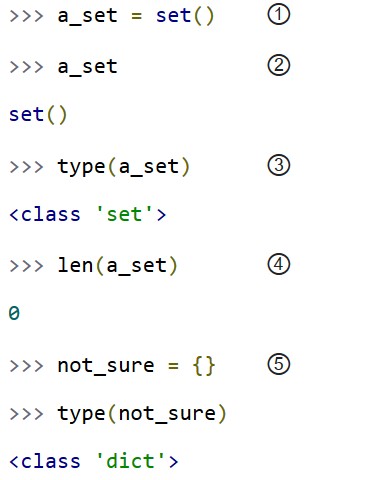 >>> a_set = set() ①
>>> a_set ②
set()
>>> type(a_set) ③
<class 'set'>
>>> len(a_set) ④
0
>>> not_sure = {} ⑤
>>> type(not_sure)
<class 'dict'>